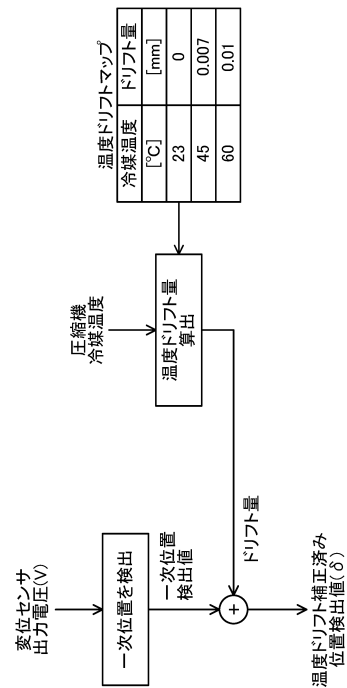 変位センサ
出力電圧(V)
一次位置を検出
一次位置
検出値
+
温度ドリフト補正済み
位置検出値(δ)
ドリフト量
圧縮機
冷媒温度
温度ドリフト量
算出
温度ドリフトマップ
冷媒温度 ドリフト量
[℃] [mm]
23 0
45 0.007
60 0.01